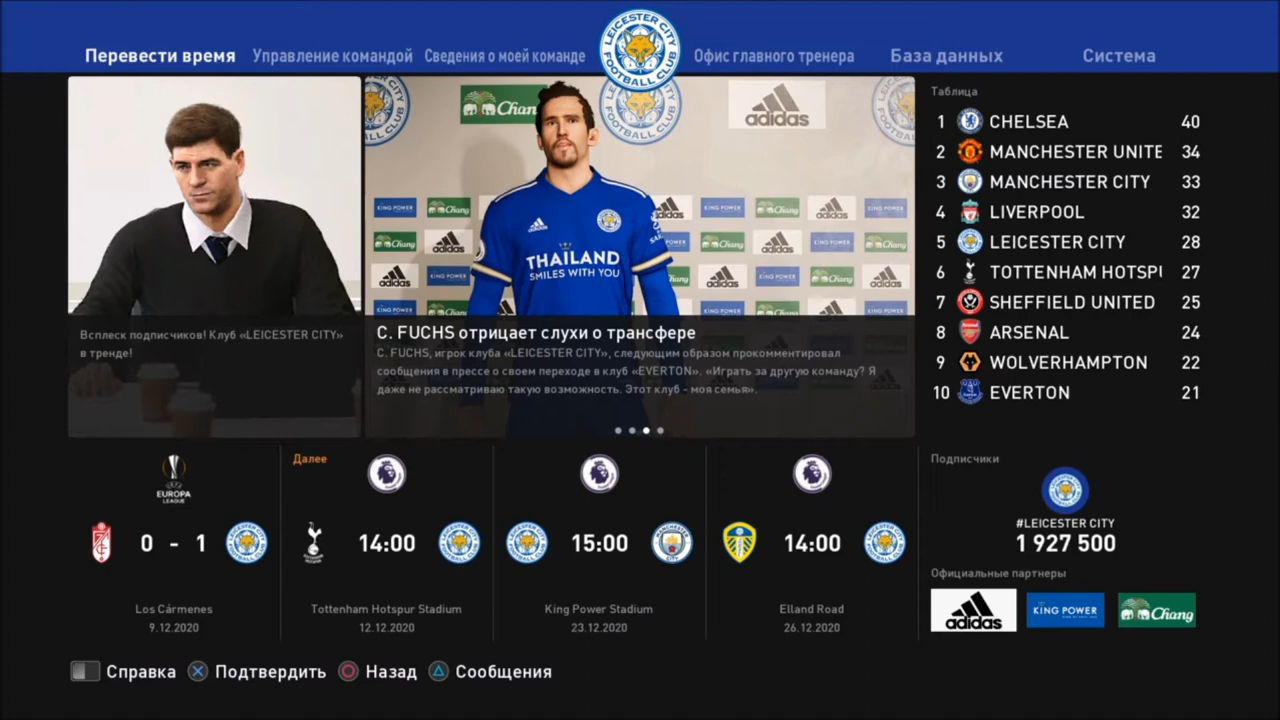 LEICESTER CITY
FOOTBALL CLUB
Перевести время
Управление командой
Сведения о моей команде
Офис главного тренера
База данных
Система
Chang
adidas
KING POWER
Chang
adidas
THAILAND
SMILES WITH YOU
Всплеск подписчиков! Клуб «LEICESTER CITY»
в тренде!
С. FUCHS отрицает слухи о трансфере
С. FUCHS, игрок клуба «LEICESTER CITY», следующим образом прокомментировал
сообщения в прессе о своем переходе в клуб «EVERTON». «Играть за другую команду? Я
даже не рассматриваю такую возможность. Этот клуб - моя семья».
Таблица
1 CHELSEA 40
2 MANCHESTER UNITE 34
3 MANCHESTER CITY 33
4 LIVERPOOL 32
5 LEICESTER CITY 28
6 TOTTENHAM HOTSPU 27
7 SHEFFIELD UNITED 25
8 ARSENAL 24
9 WOLVERHAMPTON 22
10 EVERTON 21
EUROPA
LEAGUE
0 - 1
Los Cármenes
9.12.2020
Далее
14:00
Tottenham Hotspur Stadium
12.12.2020
15:00
King Power Stadium
23.12.2020
14:00
Elland Road
26.12.2020
Подписчики
#LEICESTER CITY
1 927 500
Официальные партнеры
adidas
KING POWER
Chang
Справка
Подтвердить
Назад
Сообщения